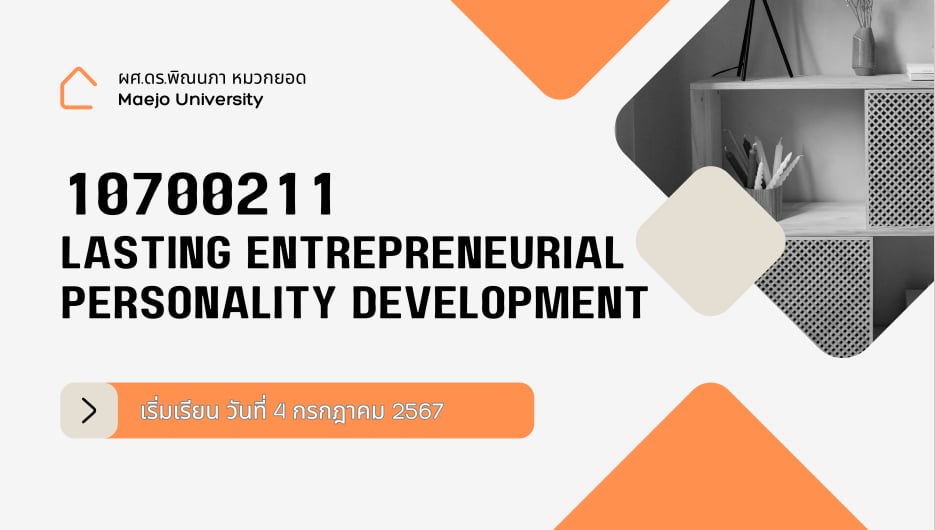 ผศ.ดร.พิณนภา หมวกยอด
Maejo University
10700211
LASTING ENTREPRENEURIAL
PERSONALITY DEVELOPMENT
เริ่มเรียน วันที่ 4 กรกฎาคม 2567